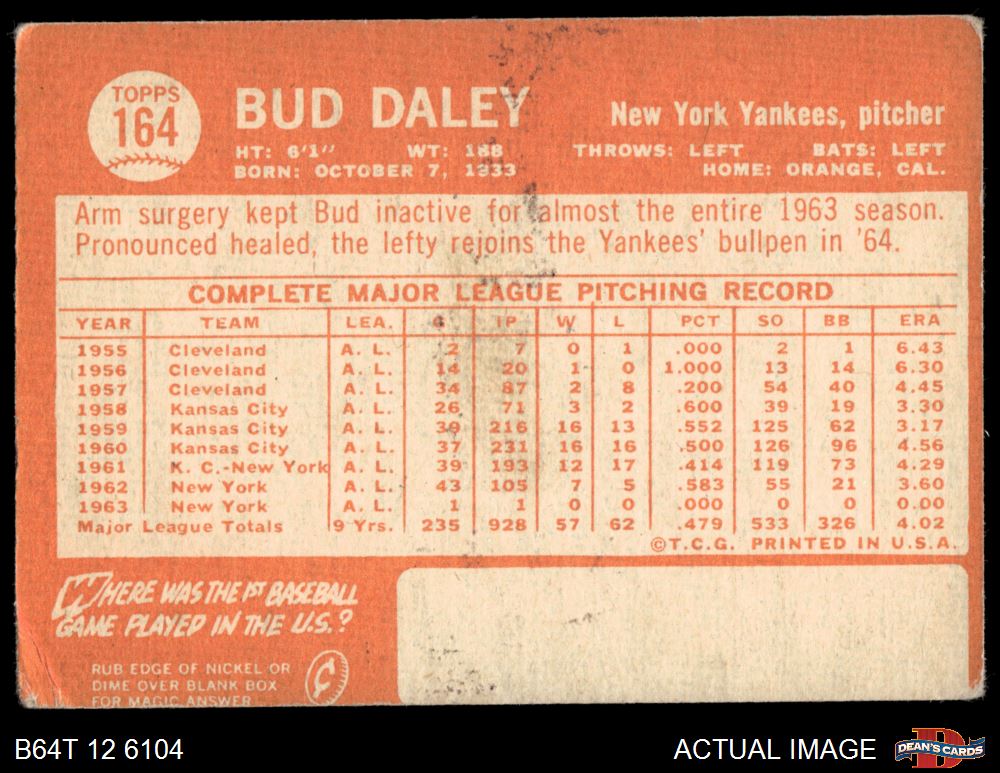 TOPPS
164
BUD DALEY
New York Yankees, pitcher
HT: 6'1" WT: 188 THROWS: LEFT BATS: LEFT
BORN: OCTOBER 7, 1933 HOME: ORANGE, CAL.
Arm surgery kept Bud inactive for almost the entire 1963 season.
Pronounced healed, the lefty rejoins the Yankees' bullpen in '64.
COMPLETE MAJOR LEAGUE PITCHING RECORD
YEAR TEAM LEA. G IP W L PCT SO BB ERA
1955 Cleveland A. L. 2 7 0 1 .000 2 1 6.43
1956 Cleveland A. L. 14 20 1 0 1.000 13 14 6.30
1957 Cleveland A. L. 34 87 2 8 .200 54 40 4.45
1958 Kansas City A. L. 26 71 3 2 .600 39 19 3.30
1959 Kansas City A. L. 39 216 16 13 .552 125 62 3.17
1960 Kansas City A. L. 37 231 16 16 .500 126 96 4.56
1961 K. C.-New York A. L. 39 193 12 17 .414 119 73 4.29
1962 New York A. L. 43 105 7 5 .583 55 21 3.60
1963 New York A. L. 1 1 0 0 .000 0 0 0.00
Major League Totals 9 Yrs. 235 928 57 62 .479 533 326 4.02
©T.C.G. PRINTED IN U.S.A.
WHERE WAS THE 1ST BASEBALL
GAME PLAYED IN THE U.S.?
RUB EDGE OF NICKEL OR
DIME OVER BLANK BOX
FOR MAGIC ANSWER
B64T 12 6104
ACTUAL IMAGE
DEAN'S CARDS